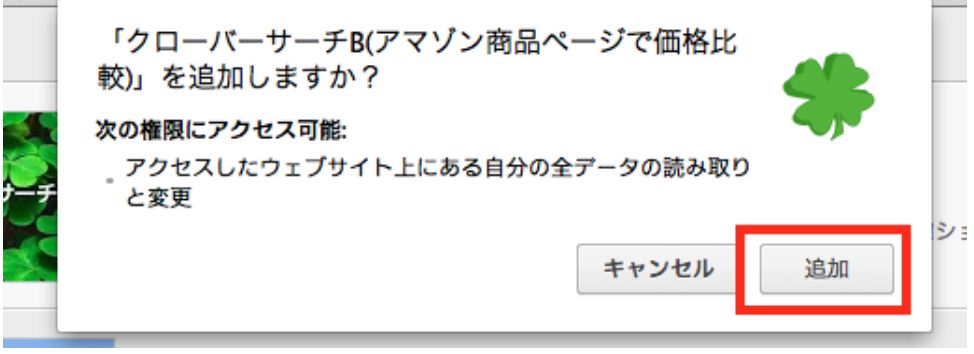 「クローバーサーチB(アマゾン商品ページで価格比
較)」を追加しますか？
次の権限にアクセス可能:
アクセスしたウェブサイト上にある自分の全データの読み取り
と変更
ーチ
ショ
キャンセル
追加